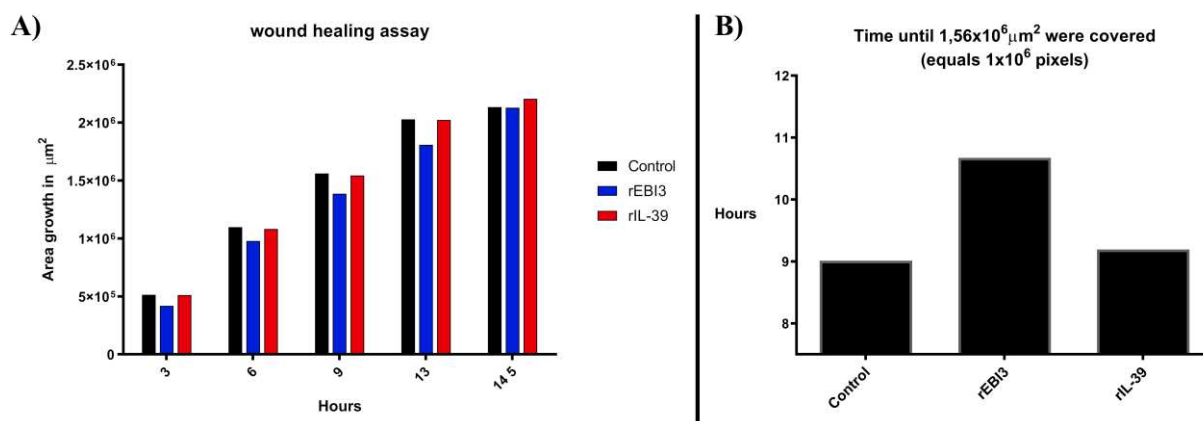 A)
wound healing assay
2.5×10⁶
2×10⁶
1.5×10⁶
1×10⁶
5×10⁵
0
Area growth in μm²
3
6
9
13
14 5
Hours
Control
rEBI3
rIL-39
B)
Time until 1,56x10⁶μm² were covered
(equals 1x10⁶ pixels)
12
11
10
9
8
Hours
Control
rEBI3
rIL-39